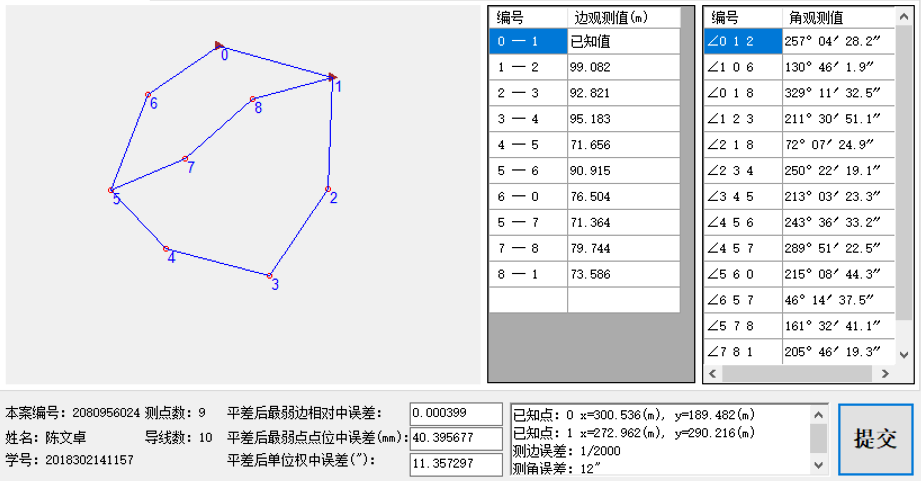 0
1
6
8
7
5
2
4
3
编号 边观测值(m)
0 — 1 已知值
1 — 2 99.082
2 — 3 92.821
3 — 4 95.183
4 — 5 71.656
5 — 6 90.915
6 — 0 76.504
5 — 7 71.364
7 — 8 79.744
8 — 1 73.586
编号 角观测值
∠0 1 2 257° 04′ 28.2″
∠1 0 6 130° 46′ 1.9″
∠0 1 8 329° 11′ 32.5″
∠1 2 3 211° 30′ 51.1″
∠2 1 8 72° 07′ 24.9″
∠2 3 4 250° 22′ 19.1″
∠3 4 5 213° 03′ 23.3″
∠4 5 6 243° 36′ 33.2″
∠4 5 7 289° 51′ 22.5″
∠5 6 0 215° 08′ 44.3″
∠6 5 7 46° 14′ 37.5″
∠5 7 8 161° 32′ 41.1″
∠7 8 1 205° 46′ 19.3″
本案编号: 2080956024 测点数: 9 平差后最弱边相对中误差: 0.000399
姓名: 陈文卓 导线数: 10 平差后最弱点点位中误差(mm): 40.395677
学号: 2018302141157 平差后单位权中误差("): 11.357297
已知点: 0 x=300.536(m), y=189.482(m)
已知点: 1 x=272.962(m), y=290.216(m)
测边误差: 1/2000
测角误差: 12"
提交